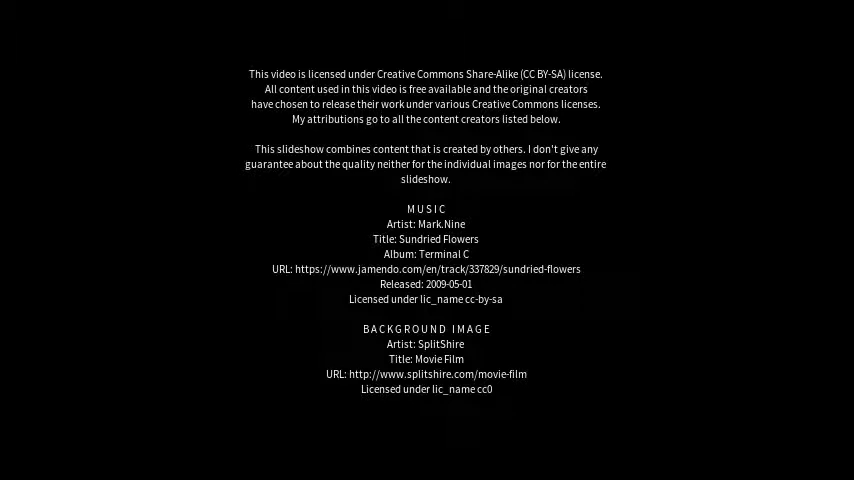 This video is licensed under Creative Commons Share-Alike (CC BY-SA) license.
All content used in this video is free available and the original creators
have chosen to release their work under various Creative Commons licenses.
My attributions go to all the content creators listed below.
This slideshow combines content that is created by others. I don't give any
guarantee about the quality neither for the individual images nor for the entire
slideshow.
MUSIC
Artist: Mark.Nine
Title: Sundried Flowers
Album: Terminal C
URL: https://www.jamendo.com/en/track/337829/sundried-flowers
Released: 2009-05-01
Licensed under lic_name cc-by-sa
BACKGROUND IMAGE
Artist: SplitShire
Title: Movie Film
URL: http://www.splitshire.com/movie-film
Licensed under lic_name cc0